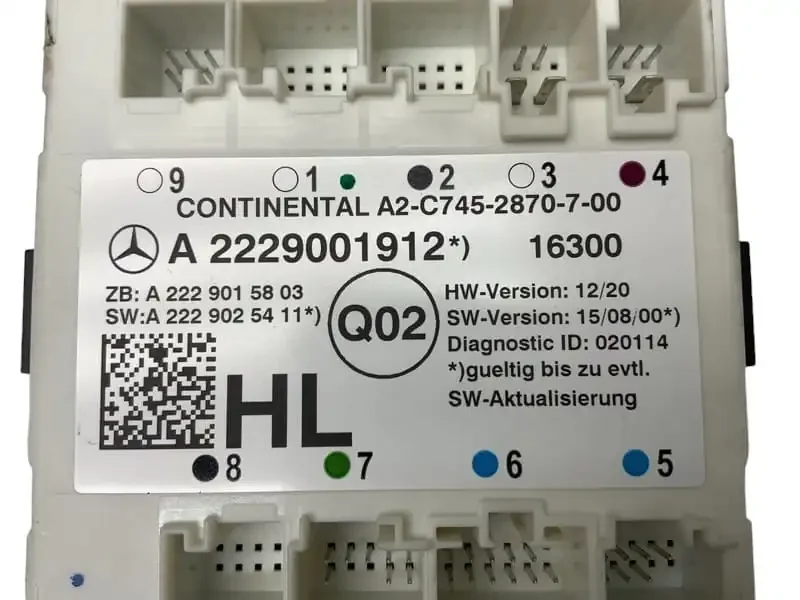 9 1 2 3 4
CONTINENTAL A2-C745-2870-7-00
A 2229001912*) 16300
ZB: A 222 901 58 03
SW:A 222 902 54 11*)
Q02
HW-Version: 12/20
SW-Version: 15/08/00*)
Diagnostic ID: 020114
*)gueltig bis zu evtl.
SW-Aktualisierung
HL
8 7 6 5